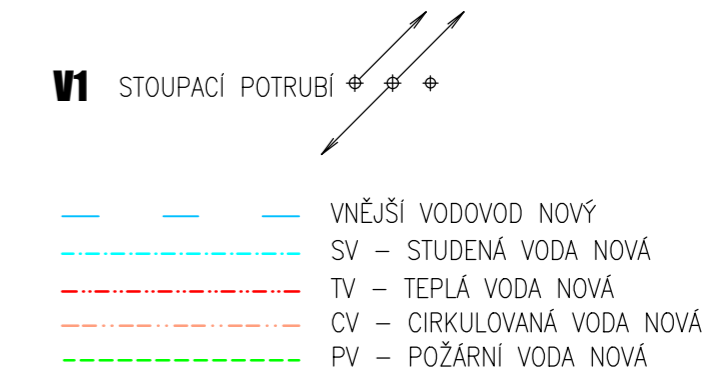 V1 STOUPACÍ POTRUBÍ
VNĚJŠÍ VODOVOD NOVÝ
SV – STUDENÁ VODA NOVÁ
TV – TEPLÁ VODA NOVÁ
CV – CIRKULOVANÁ VODA NOVÁ
PV – POŽÁRNÍ VODA NOVÁ